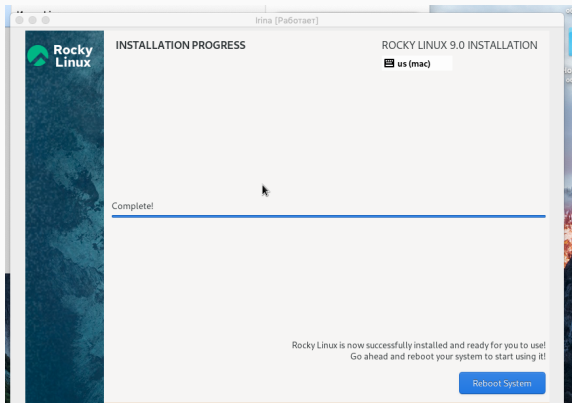 Irina [Работает]
Rocky
Linux
INSTALLATION PROGRESS
ROCKY LINUX 9.0 INSTALLATION
us (mac)
Complete!
Rocky Linux is now successfully installed and ready for you to use!
Go ahead and reboot your system to start using it!
Reboot System